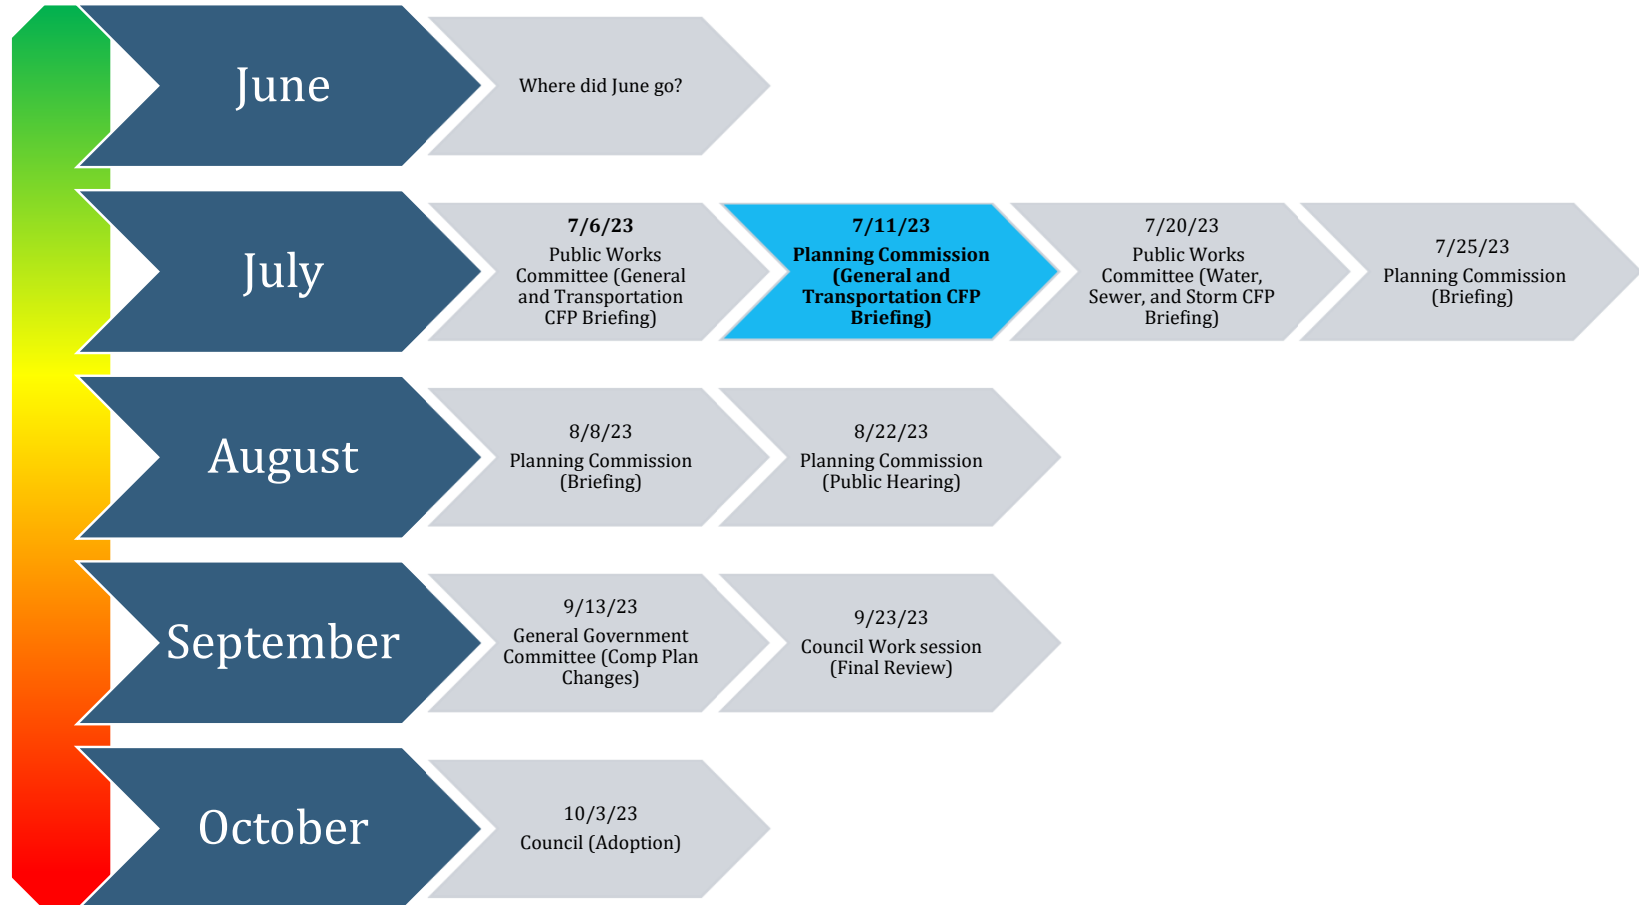 June
Where did June go?
July
7/6/23
Public Works
Committee (General
and Transportation
CFP Briefing)
7/11/23
Planning Commission
(General and
Transportation CFP
Briefing)
7/20/23
Public Works
Committee (Water,
Sewer, and Storm CFP
Briefing)
7/25/23
Planning Commission
(Briefing)
August
8/8/23
Planning Commission
(Briefing)
8/22/23
Planning Commission
(Public Hearing)
September
9/13/23
General Government
Committee (Comp Plan
Changes)
9/23/23
Council Work session
(Final Review)
October
10/3/23
Council (Adoption)